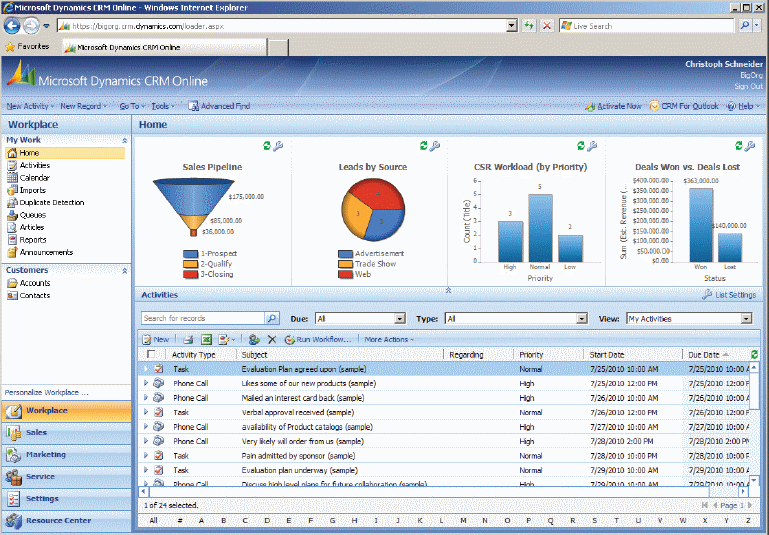 Microsoft Dynamics CRM Online - Windows Internet Explorer
https://bigorg.crm.dynamics.com/loader.aspx
Live Search
Favorites
Microsoft Dynamics CRM Online
Microsoft Dynamics CRM Online
Christoph Schneider
BigOrg
Sign Out
New Activity New Record Go To Tools Advanced Find
Activate Now CRM For Outlook Help
Workplace
My Work
Home
Activities
Calendar
Imports
Duplicate Detection
Queues
Articles
Reports
Announcements
Customers
Accounts
Contacts
Personalize Workplace ...
Workplace
Sales
Marketing
Service
Settings
Resource Center
Home
Sales Pipeline
$175,000.00
$85,000.00
$36,000.00
1-Prospect
2-Qualify
3-Closing
Leads by Source
3
Advertisement
Trade Show
Web
CSR Workload (by Priority)
Count (Title)
6
5
4
3
2
1
0
3
5
2
High Normal Low
Priority
Deals Won vs. Deals Lost
Sum (Est. Revenue (...
$400,000.00
$350,000.00
$300,000.00
$250,000.00
$200,000.00
$150,000.00
$100,000.00
$50,000.00
$0.00
$363,000.00
$140,000.00
Won Lost
Status
Activities
List Settings
Search for records
Due: All
Type: All
View: My Activities
New Run Workflow... More Actions
Activity Type Subject Regarding Priority Start Date Due Date
Task Evaluation Plan agreed upon (sample) Normal 7/25/2010 10:00 AM 7/25/2010 10:00
Phone Call Likes some of our new products (sample) High 7/25/2010 12:00 PM 7/25/2010 12:00
Phone Call Mailed an interest card back (sample) High 7/26/2010 10:00 AM 7/26/2010 10:00
Task Verbal approval received (sample) Normal 7/26/2010 12:00 PM 7/26/2010 12:00
Phone Call availability of Product catalogs (sample) High 7/28/2010 10:00 AM 7/28/2010 10:00
Phone Call Very likely will order from us (sample) High 7/28/2010 2:00 PM 7/28/2010 2:00 PM
Task Pain admitted by sponsor (sample) Normal 7/28/2010 10:00 AM 7/28/2010 10:00
Task Evaluation plan underway (sample) Normal 7/29/2010 10:00 AM 7/29/2010 10:00
Phone Call Discuss high level plans for future collaboration (sample) High 7/29/2010 10:00 AM 7/29/2010 10:00
1 of 24 selected.
Page 1
All # A B C D E F G H I J K L M N O P Q R S T U V W X Y Z